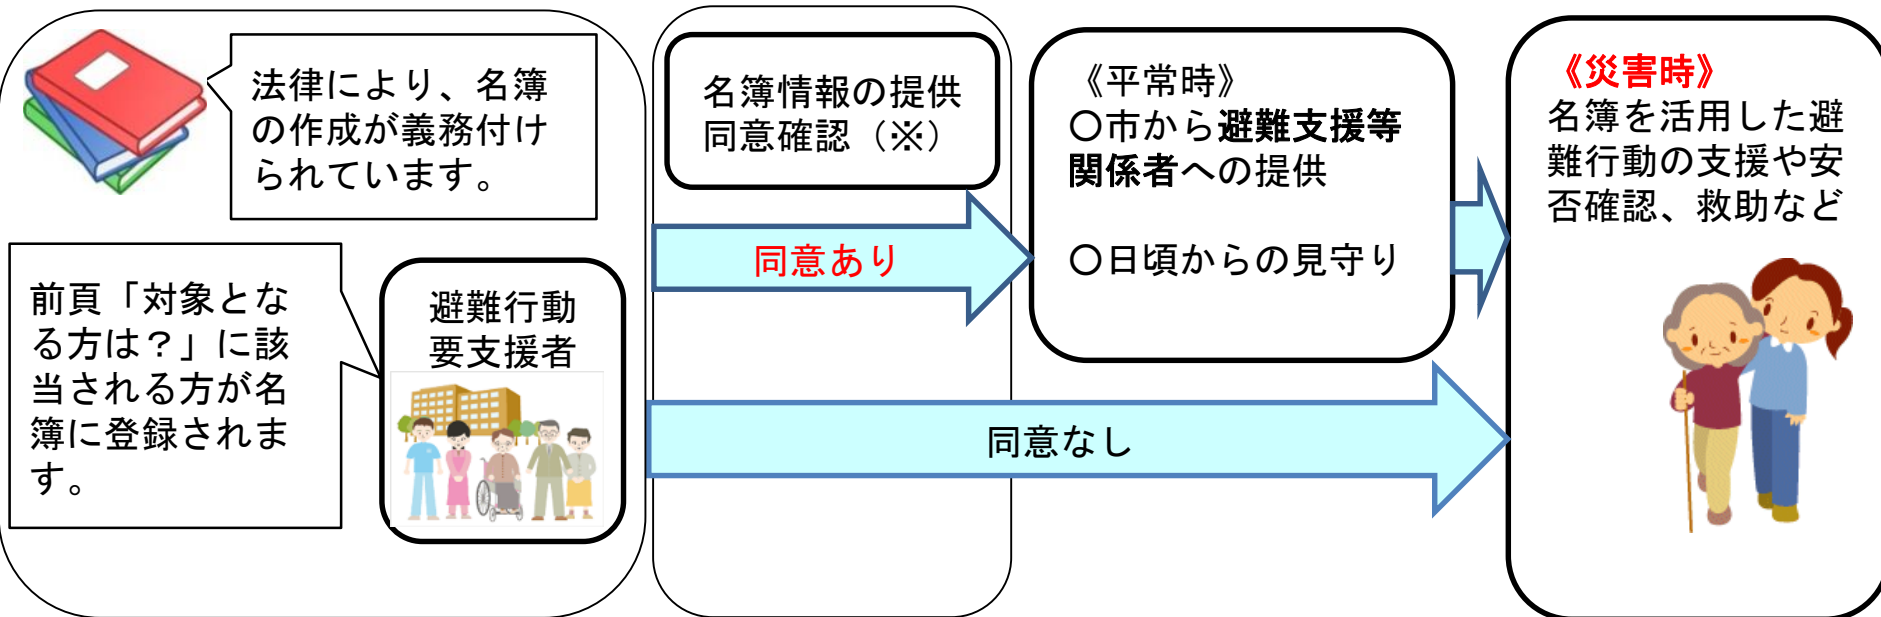 法律により、名簿
の作成が義務付け
られています。
前頁「対象とな
る方は？」に該
当される方が名
簿に登録されま
す。
避難行動
要支援者
名簿情報の提供
同意確認（※）
同意あり
同意なし
《平常時》
〇市から避難支援等
関係者への提供
〇日頃からの見守り
《災害時》
名簿を活用した避
難行動の支援や安
否確認、救助など